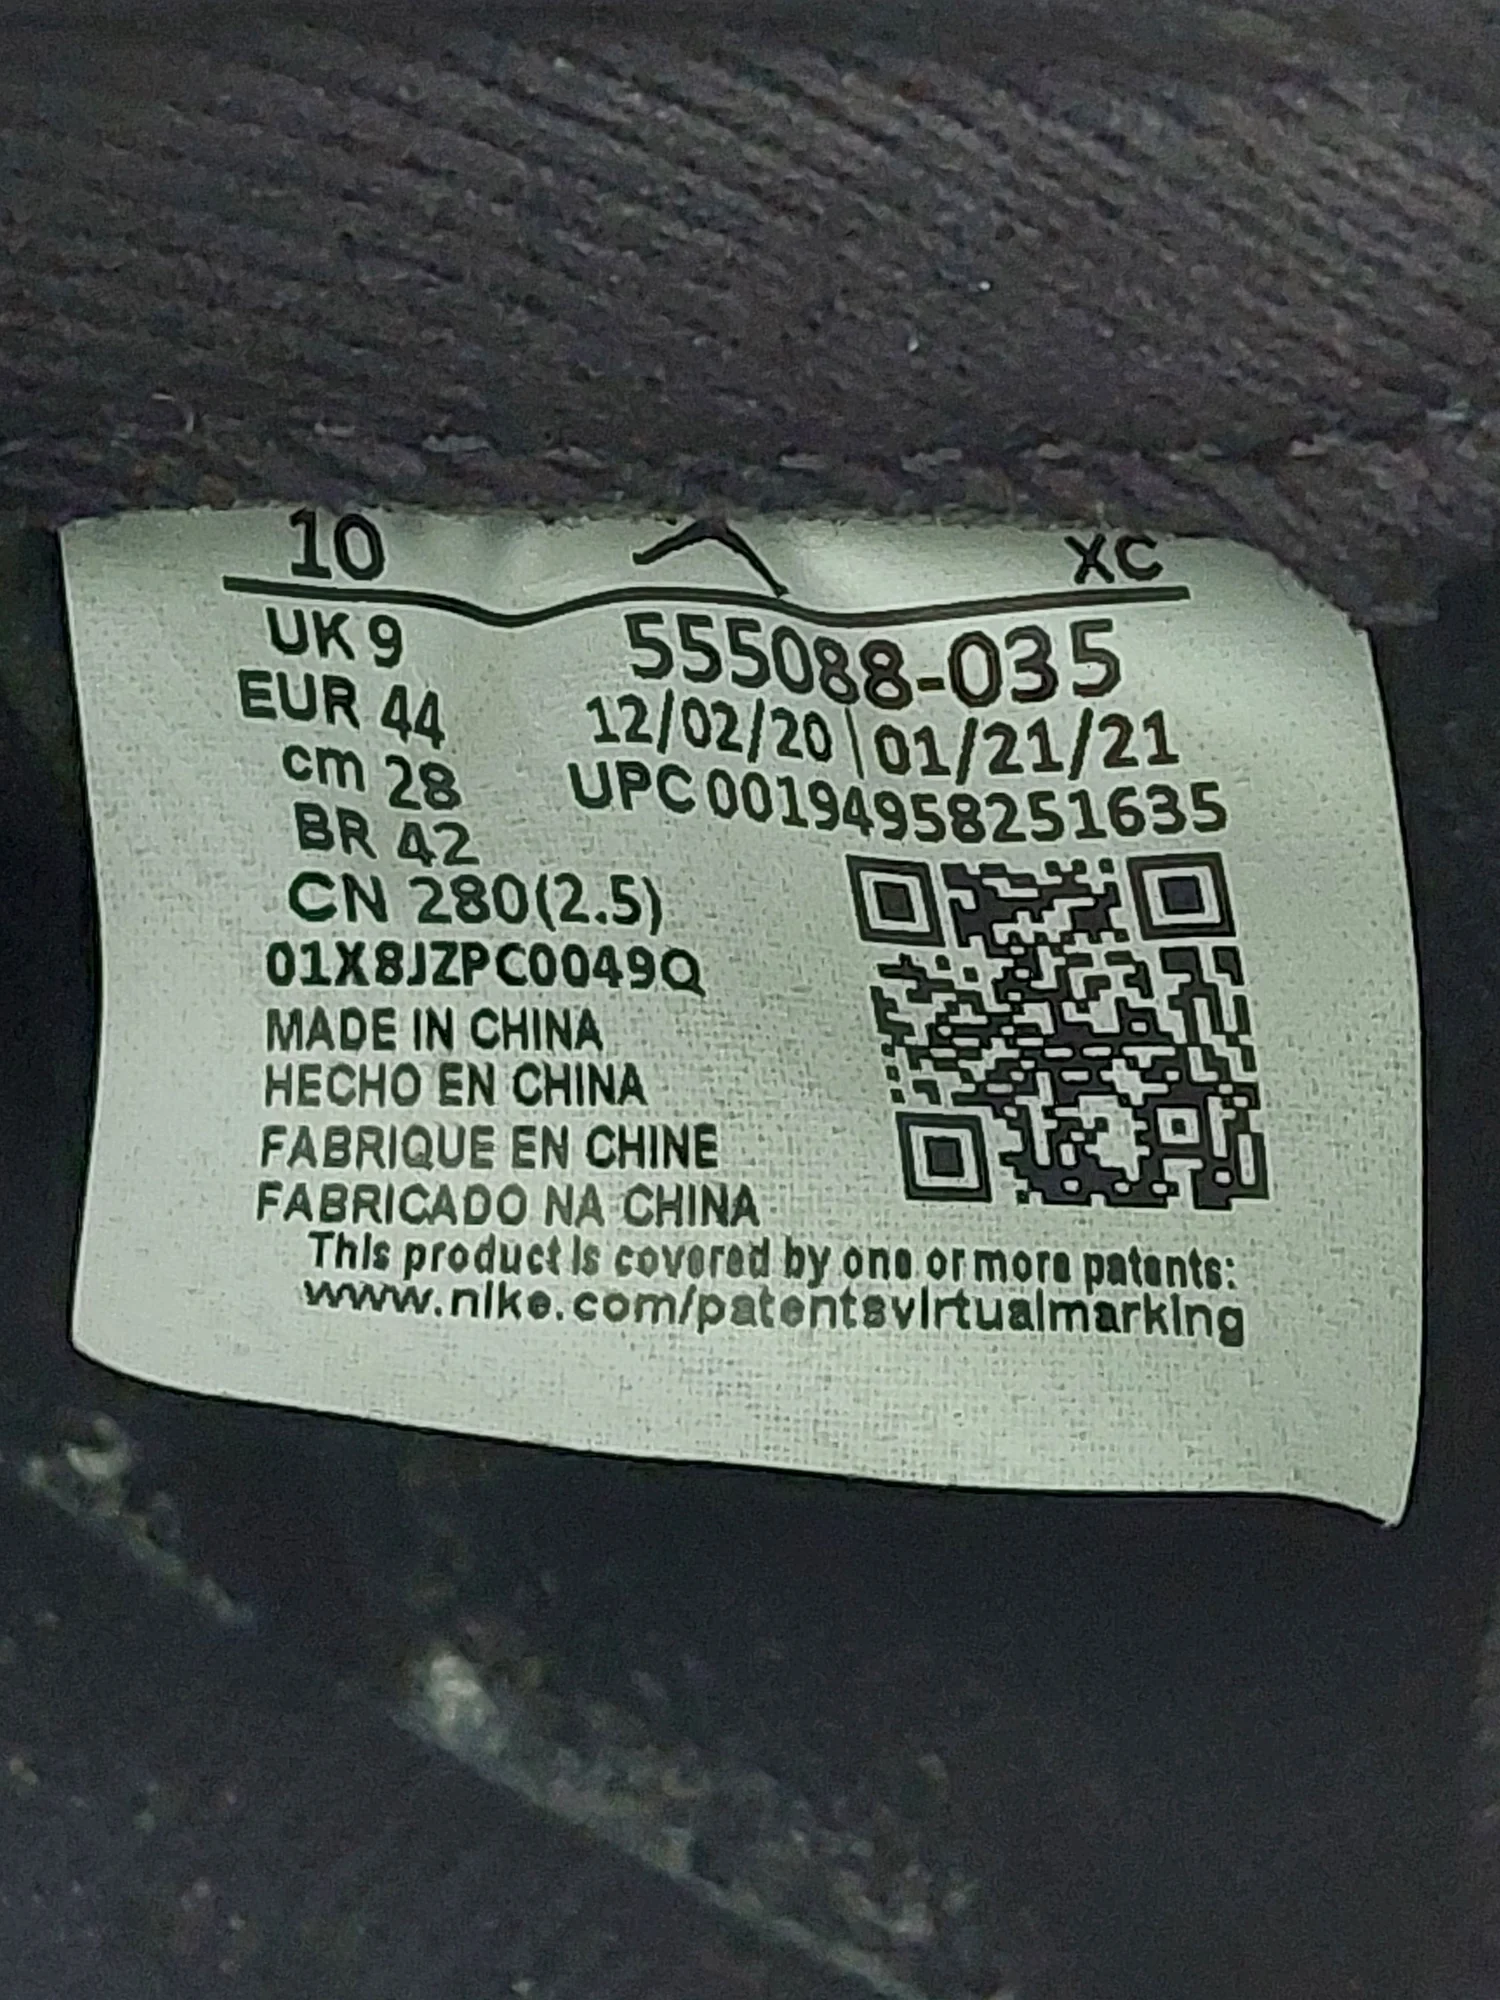 10 XC
UK 9 555088-035
EUR 44 12/02/20 | 01/21/21
cm 28 UPC 00194958251635
BR 42
CN 280(2.5)
01X8JZPC0049Q
MADE IN CHINA
HECHO EN CHINA
FABRIQUE EN CHINE
FABRICADO NA CHINA
This product is covered by one or more patents:
www.nike.com/patentsvirtualmarking